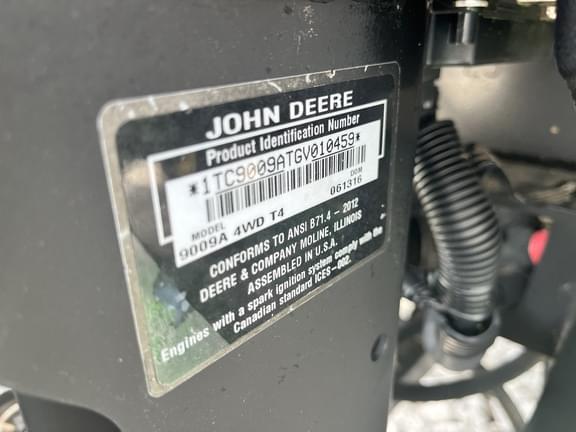 JOHN DEERE
Product Identification Number
*1TC9009ATGV010459*
DOM
061316
MODEL
9009A 4WD T4
CONFORMS TO ANSI B71.4 - 2012
DEERE & COMPANY MOLINE, ILLINOIS
ASSEMBLED IN U.S.A.
Engines with a spark ignition system comply with the
Canadian standard ICES-002.